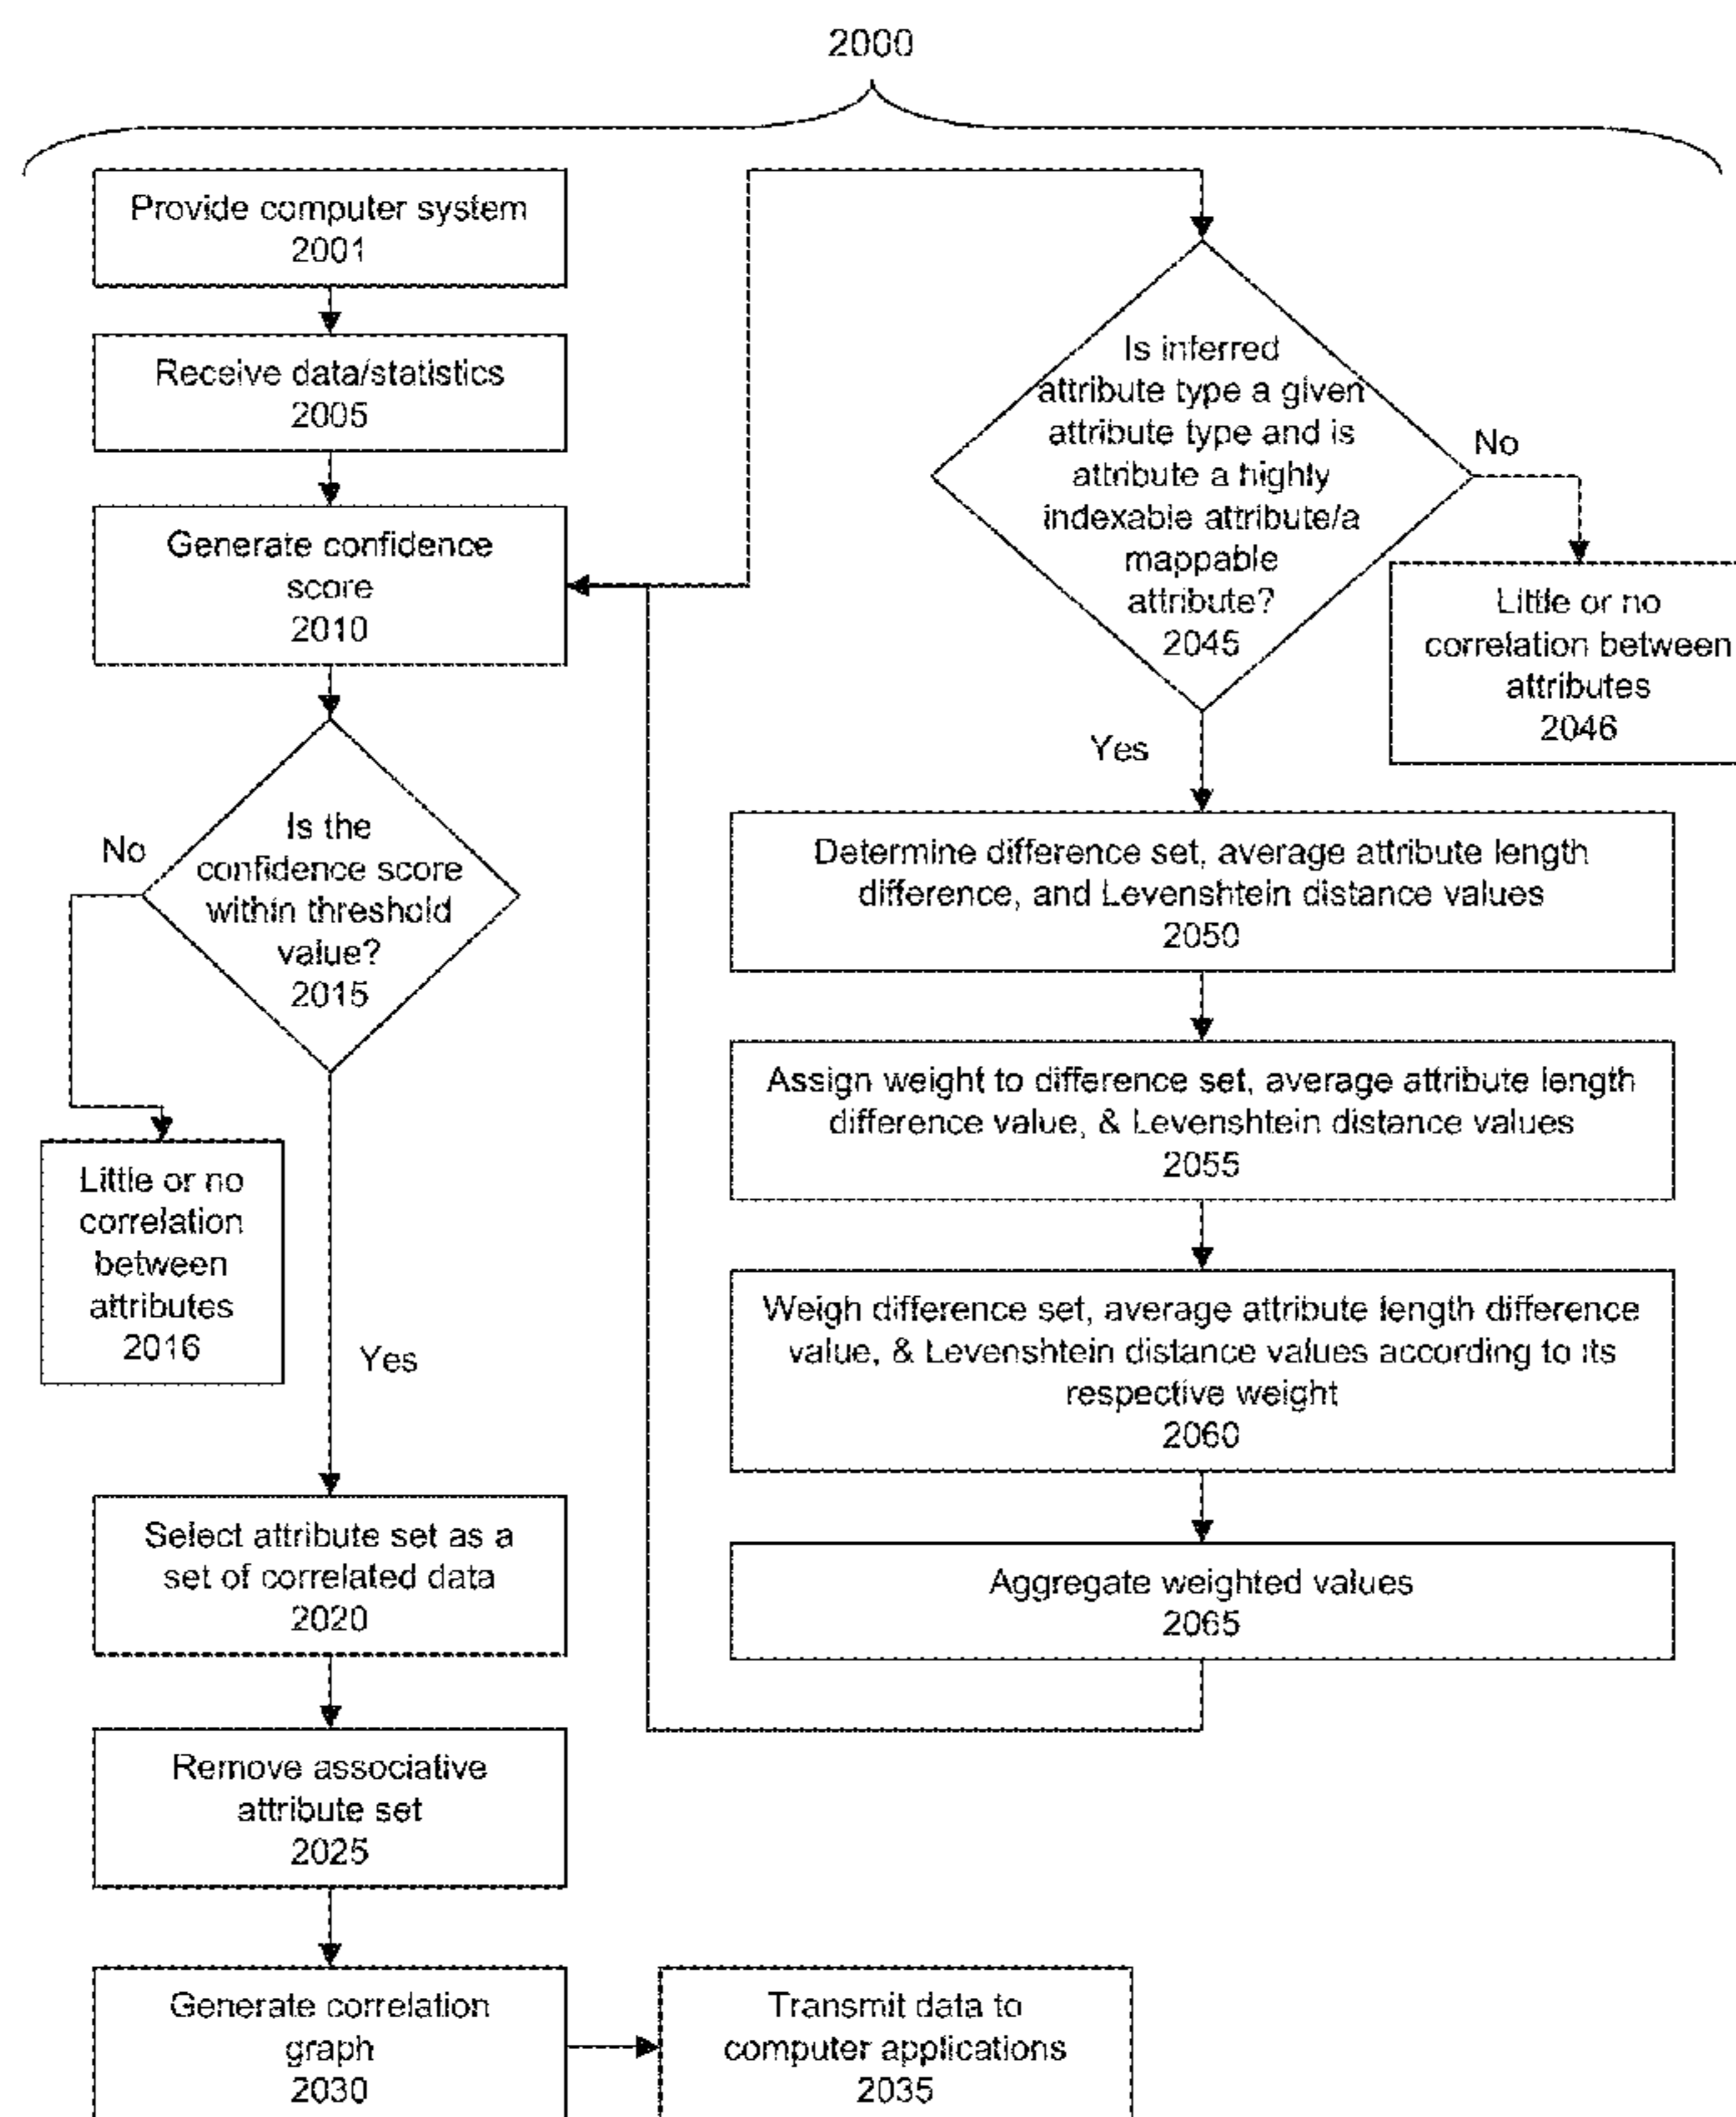 2000
Provide computer system
2001
Receive data/statistics
2005
Generate confidence
score
2010
Is the
confidence score
within threshold
value?
2015
No
Little or no
correlation
between
attributes
2016
Yes
Select attribute set as a
set of correlated data
2020
Remove associative
attribute set
2025
Generate correlation
graph
2030
Transmit data to
computer applications
2035
Is inferred
attribute type a given
attribute type and is
attribute a highly
indexable attribute/a
mappable
attribute?
2045
No
Little or no
correlation between
attributes
2046
Yes
Determine difference set, average attribute length
difference, and Levenshtein distance values
2050
Assign weight to difference set, average attribute length
difference value, & Levenshtein distance values
2055
Weigh difference set, average attribute length difference
value, & Levenshtein distance values according to its
respective weight
2060
Aggregate weighted values
2065